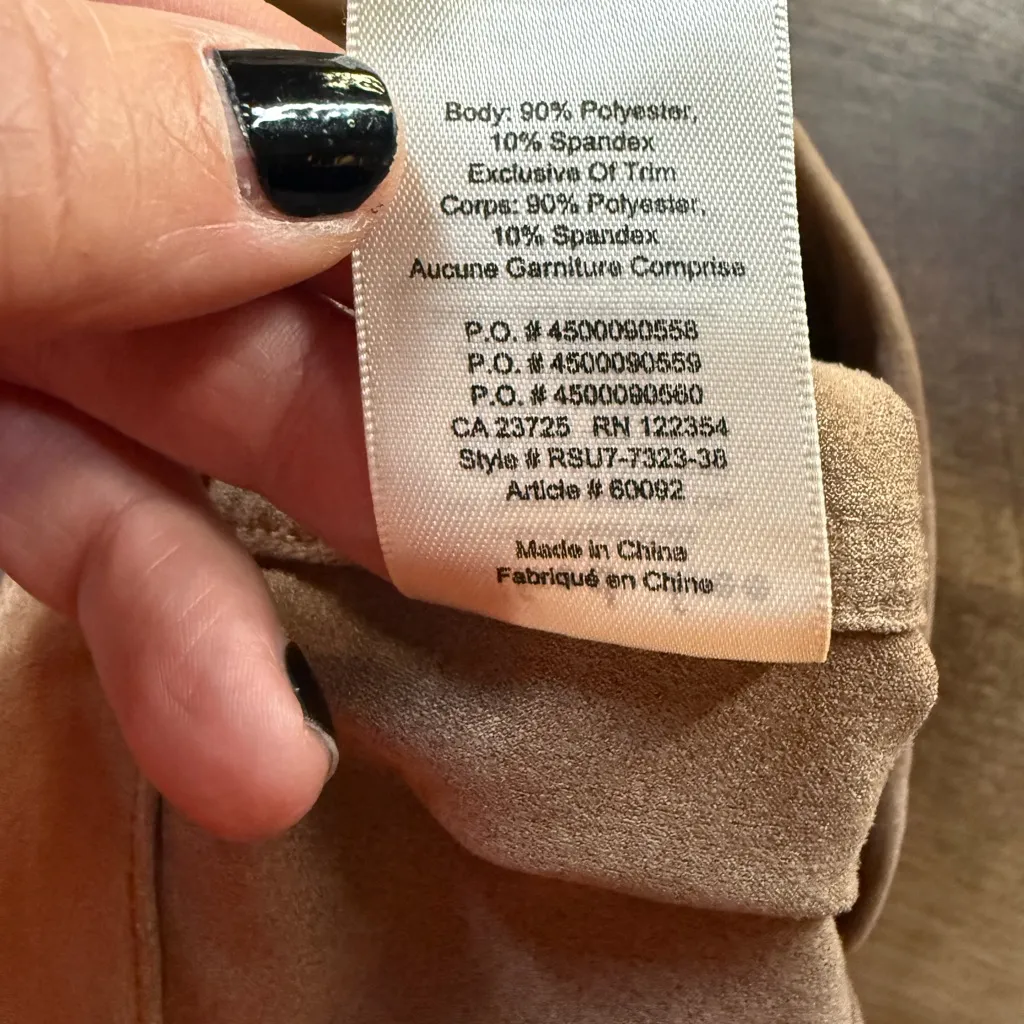 Body: 90% Polyester,
10% Spandex
Exclusive Of Trim
Corps: 90% Polyester,
10% Spandex
Aucune Garniture Comprise
P.O. # 4500090558
P.O. # 4500090559
P.O. # 4500090560
CA 23725 RN 122354
Style # RSU7-7323-38
Article # 60092
Made in China
Fabriqué en Chine